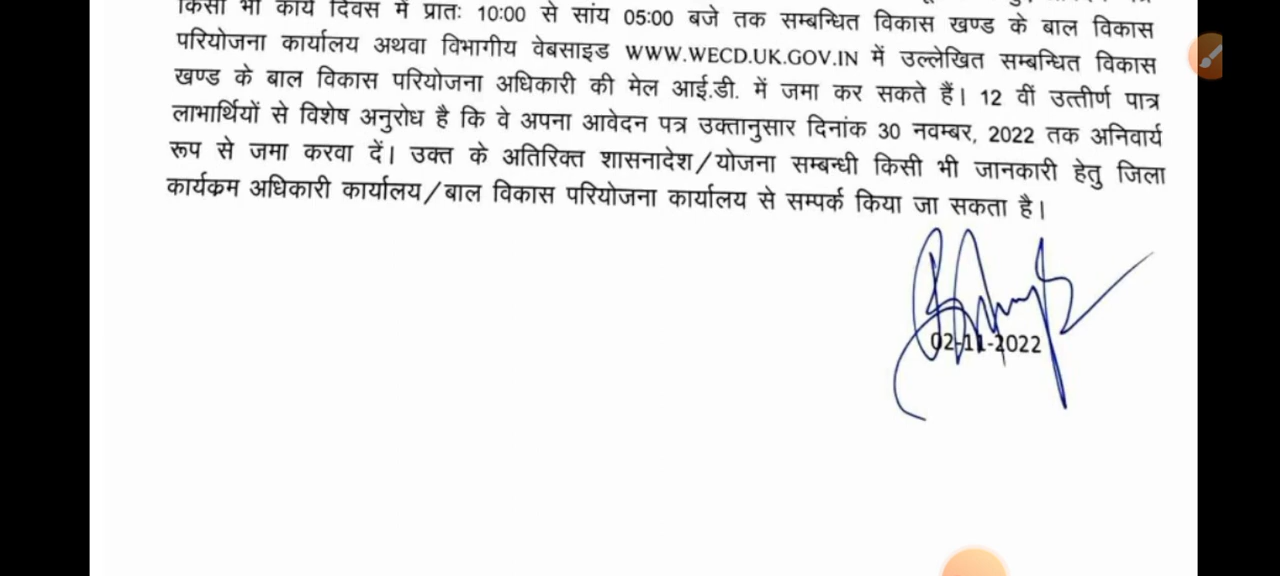 किसी भी कार्य दिवस में प्रातः 10:00 से सांय 05:00 बजे तक सम्बन्धित विकास खण्ड के बाल विकास
परियोजना कार्यालय अथवा विभागीय वेबसाइड WWW.WECD.UK.GOV.IN में उल्लेखित सम्बन्धित विकास
खण्ड के बाल विकास परियोजना अधिकारी की मेल आई.डी. में जमा कर सकते हैं। 12 वीं उत्तीर्ण पात्र
लाभार्थियों से विशेष अनुरोध है कि वे अपना आवेदन पत्र उक्तानुसार दिनांक 30 नवम्बर, 2022 तक अनिवार्य
रूप से जमा करवा दें। उक्त के अतिरिक्त शासनादेश/योजना सम्बन्धी किसी भी जानकारी हेतु जिला
कार्यक्रम अधिकारी कार्यालय/बाल विकास परियोजना कार्यालय से सम्पर्क किया जा सकता है।
02-11-2022